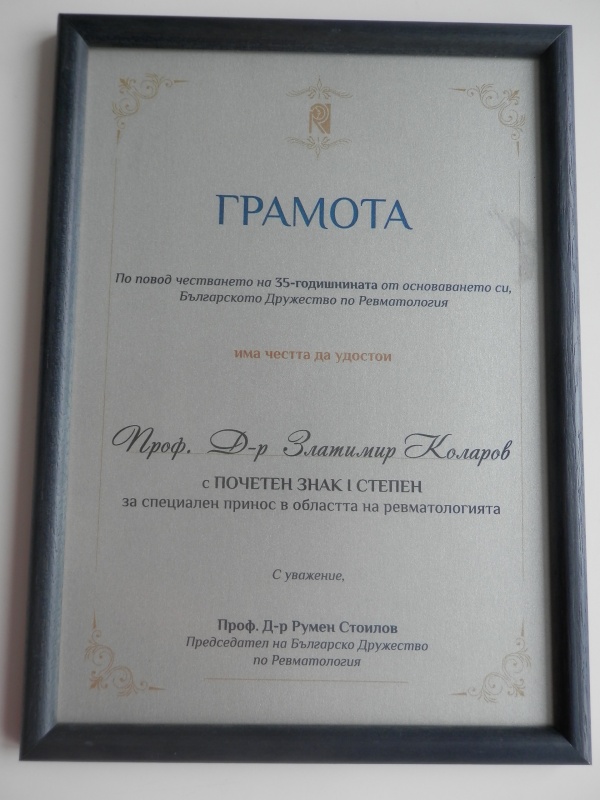 ГРАМОТА
По повод честването на 35-годишнината от основаването си,
Българското Дружество по Ревматология
има честта да удостои
Проф. Д-р Златимир Коларов
с ПОЧЕТЕН ЗНАК I СТЕПЕН
за специален принос в областта на ревматологията
С уважение,
Проф. Д-р Румен Стоилов
Председател на Българско Дружество
по Ревматология